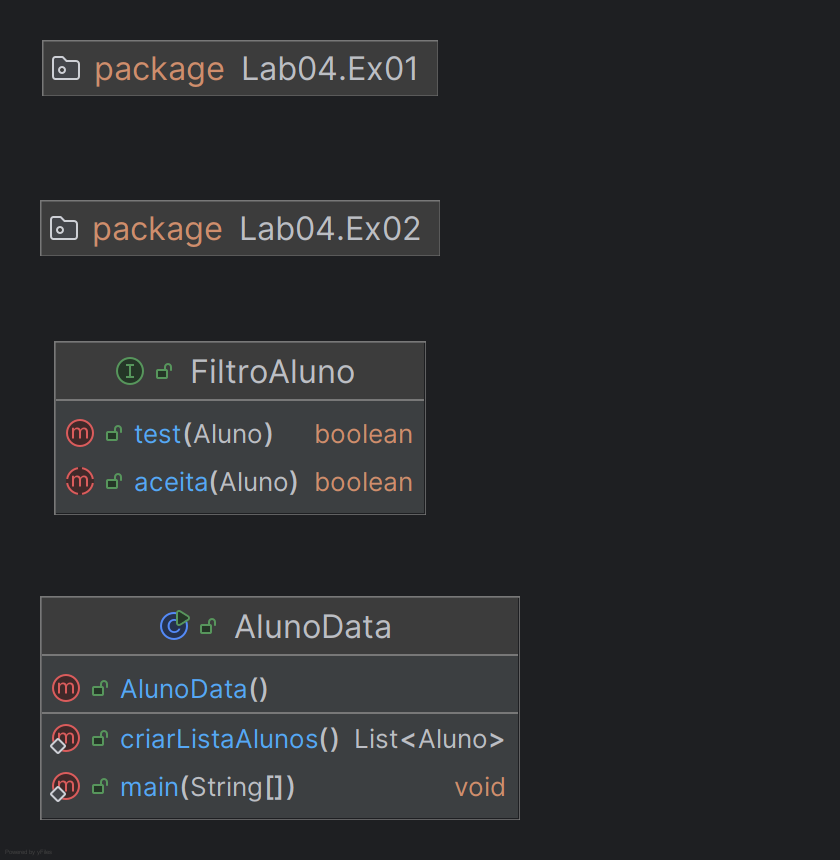 package Lab04.Ex01
package Lab04.Ex02
I FiltroAluno
m test(Aluno) boolean
m aceita(Aluno) boolean
C AlunoData
m AlunoData()
m criarListaAlunos() List<Aluno>
m main(String[]) void
Powered by yFiles